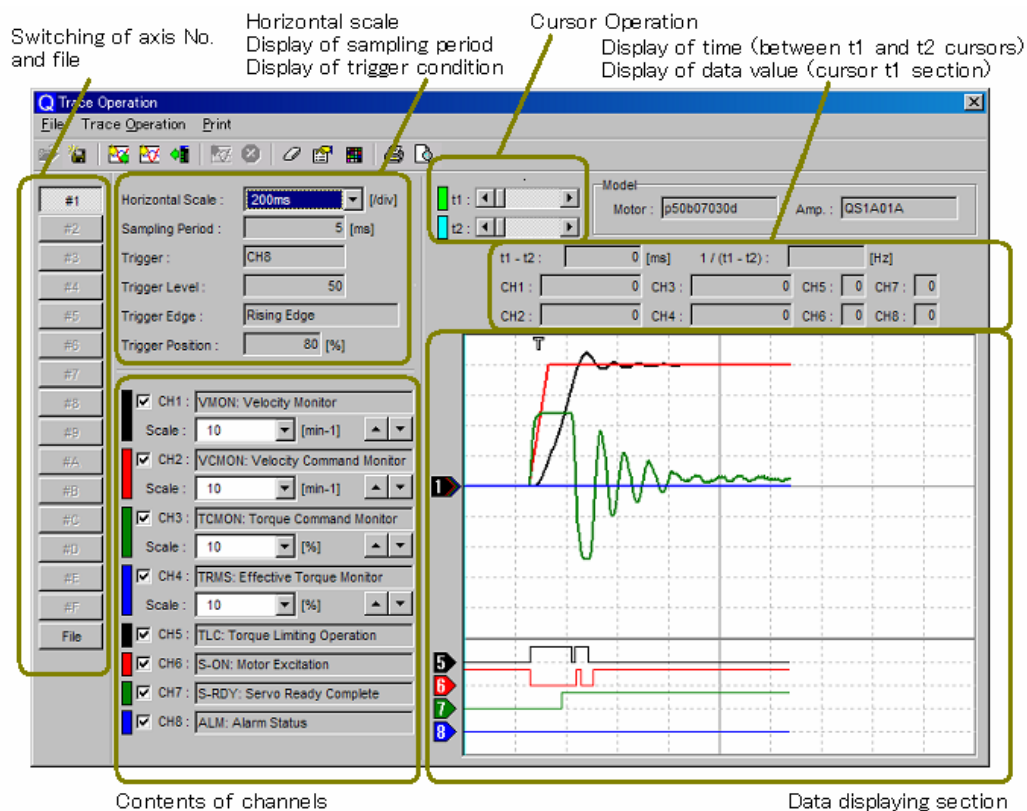 Switching of axis No.
and file
Horizontal scale
Display of sampling period
Display of trigger condition
Cursor Operation
Display of time (between t1 and t2 cursors)
Display of data value (cursor t1 section)
Q Trace Operation
File Trace Operation Print
#1
#2
#3
#4
#5
#6
#7
#8
#9
#A
#B
#C
#D
#E
#F
File
Horizontal Scale : 200ms [/div]
Sampling Period : 5 [ms]
Trigger : CH8
Trigger Level : 50
Trigger Edge : Rising Edge
Trigger Position : 80 [%]
t1 :
t2 :
Model
Motor : p50b07030d Amp. : QS1A01A
t1 - t2 : 0 [ms] 1 / (t1 - t2) : [Hz]
CH1 : 0 CH3 : 0 CH5 : 0 CH7 : 0
CH2 : 0 CH4 : 0 CH6 : 0 CH8 : 0
CH1 : VMON: Velocity Monitor
Scale : 10 [min-1]
CH2 : VCMON: Velocity Command Monitor
Scale : 10 [min-1]
CH3 : TCMON: Torque Command Monitor
Scale : 10 [%]
CH4 : TRMS: Effective Torque Monitor
Scale : 10 [%]
CH5 : TLC: Torque Limiting Operation
CH6 : S-ON: Motor Excitation
CH7 : S-RDY: Servo Ready Complete
CH8 : ALM: Alarm Status
T
1
5
6
7
8
Contents of channels
Data displaying section